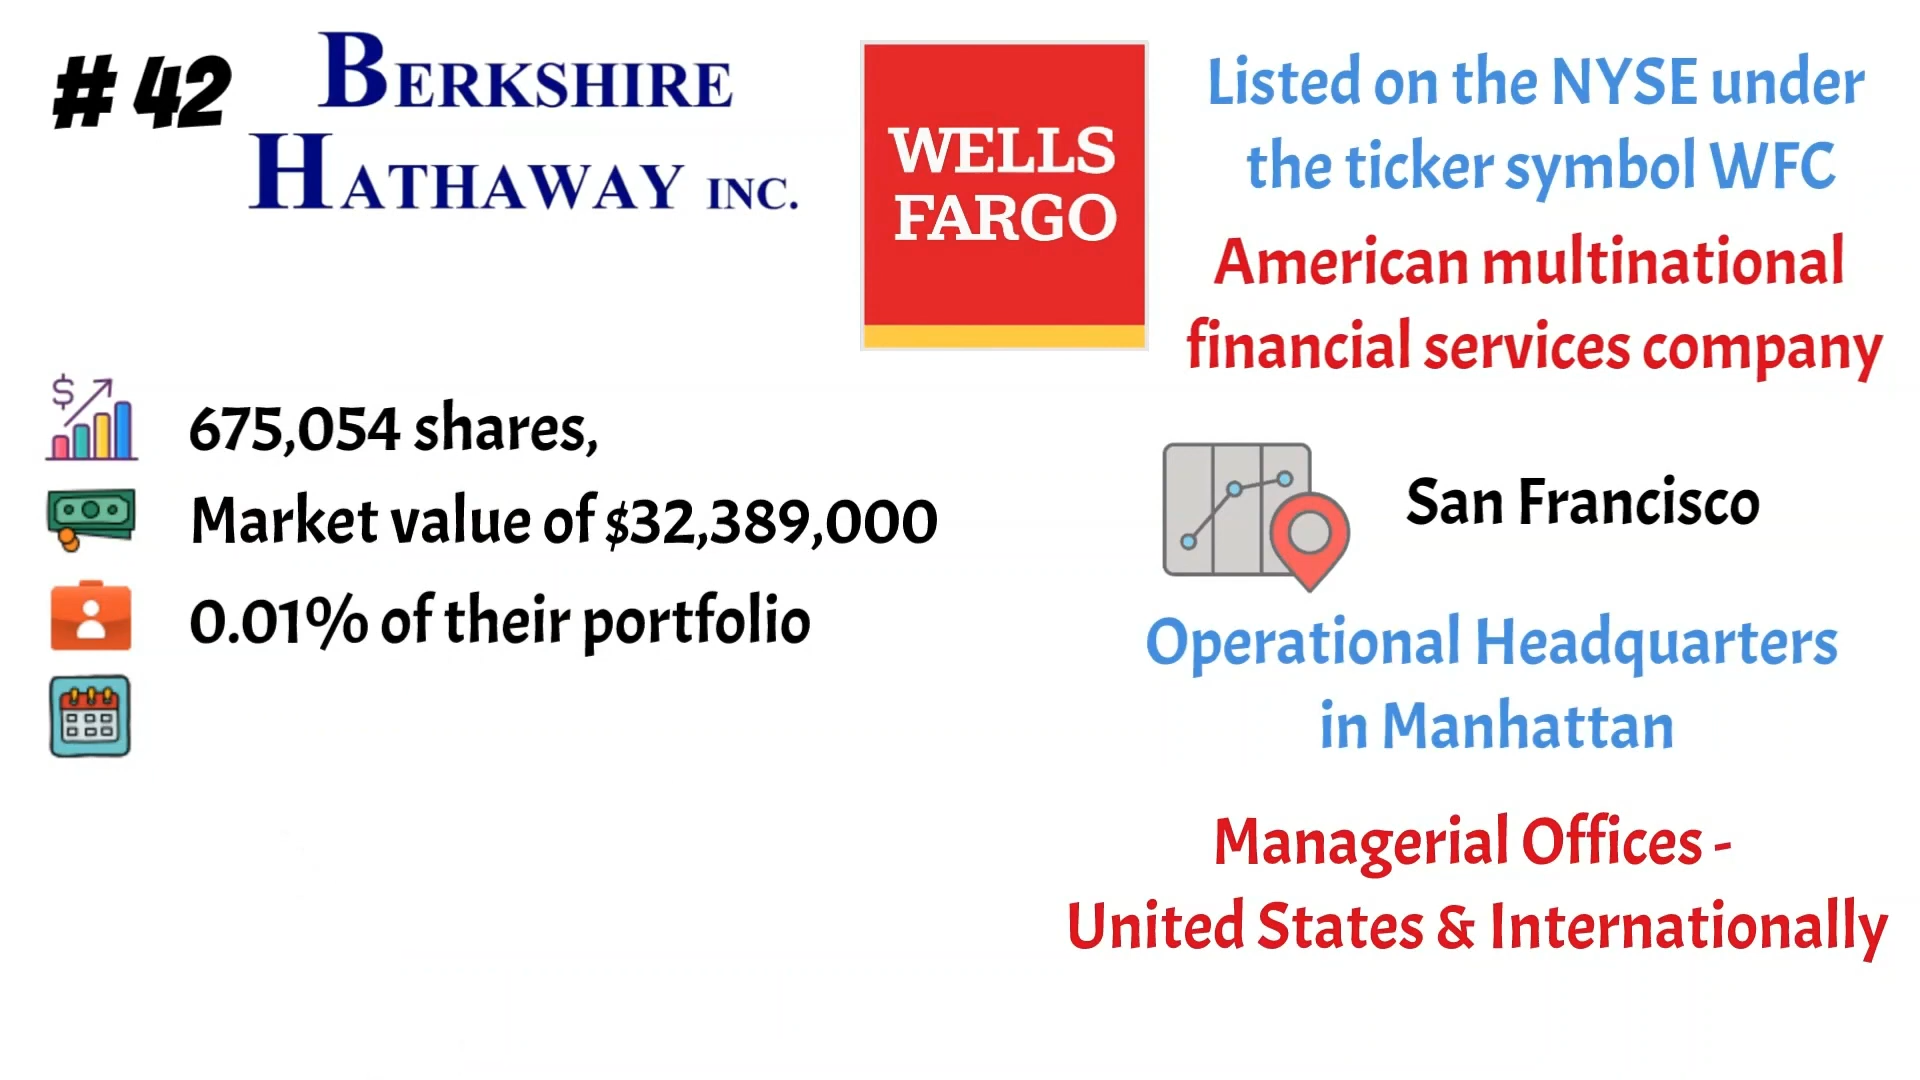 # 42
BERKSHIRE
HATHAWAY INC.
WELLS
FARGO
Listed on the NYSE under
the ticker symbol WFC
American multinational
financial services company
$
675,054 shares,
Market value of $32,389,000
0.01% of their portfolio
San Francisco
Operational Headquarters
in Manhattan
Managerial Offices -
United States & Internationally